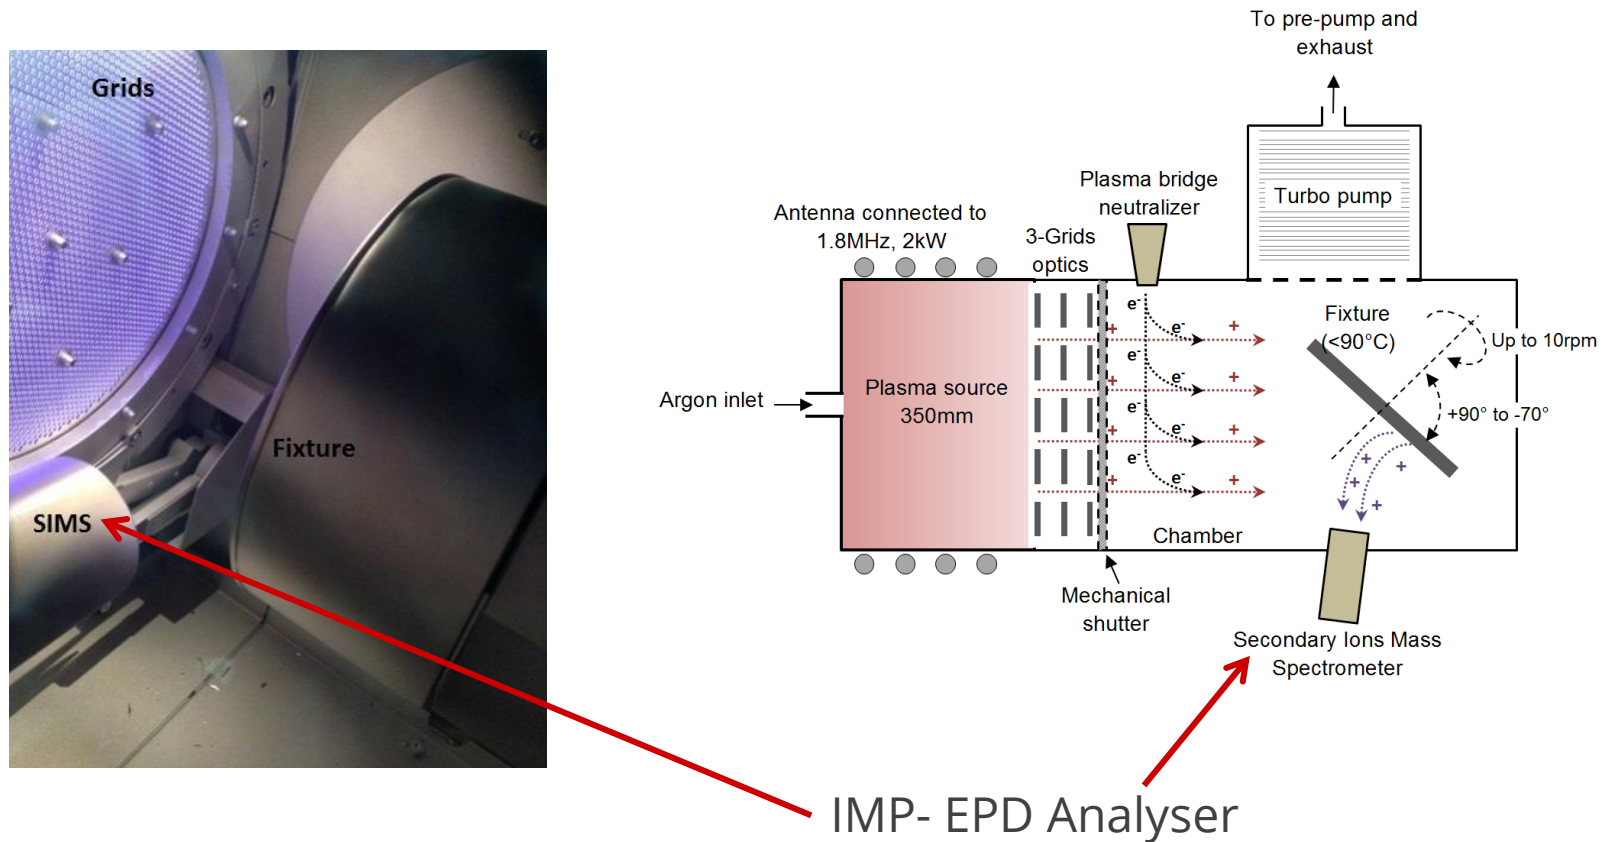 Grids
Fixture
SIMS
To pre-pump and
exhaust
Turbo pump
Plasma bridge
neutralizer
Antenna connected to
1.8MHz, 2kW
3-Grids
optics
Argon inlet
Plasma source
350mm
e-
e-
e-
e-
e-
e-
e-
e-
+
+
+
+
+
+
+
+
Fixture
(<90°C)
Up to 10rpm
+90° to -70°
+
+
+
+
Chamber
Mechanical
shutter
Secondary Ions Mass
Spectrometer
IMP- EPD Analyser